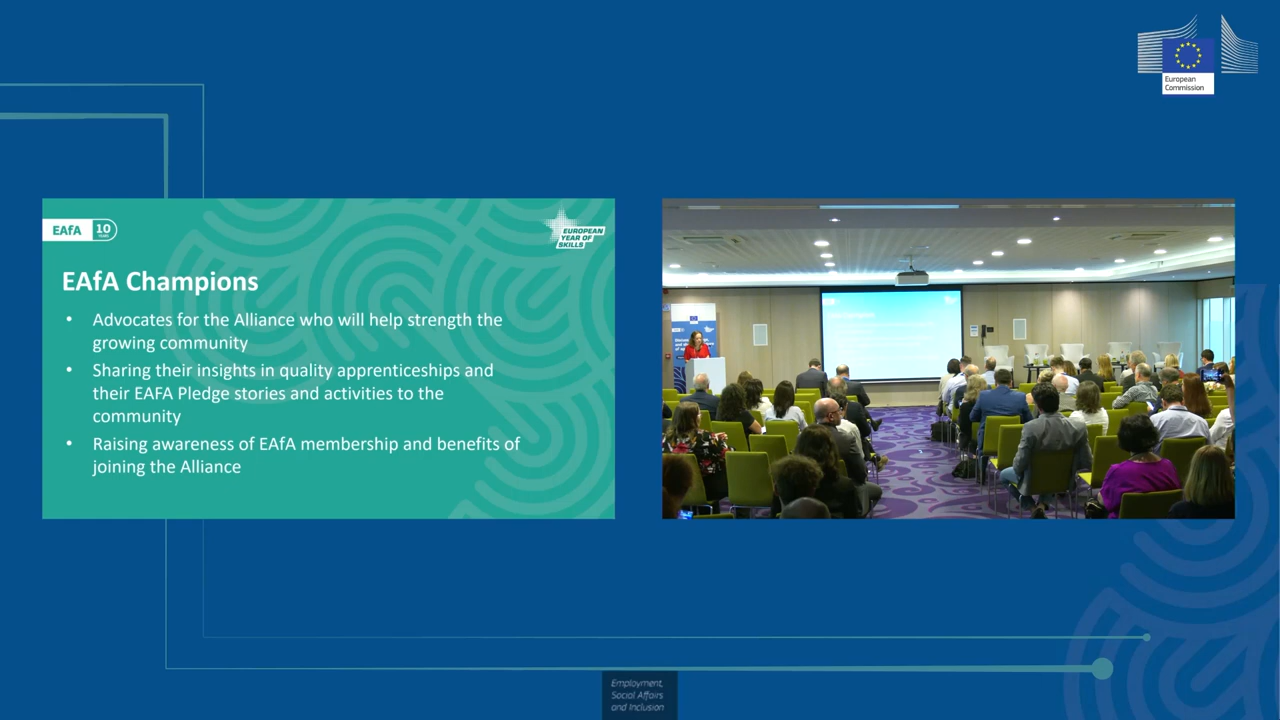 European
Commission
EAfA 10
YEARS
EUROPEAN
YEAR OF
SKILLS
EAfA Champions
• Advocates for the Alliance who will help strength the
growing community
• Sharing their insights in quality apprenticeships and
their EAFA Pledge stories and activities to the
community
• Raising awareness of EAfA membership and benefits of
joining the Alliance
Employment,
Social Affairs
and Inclusion